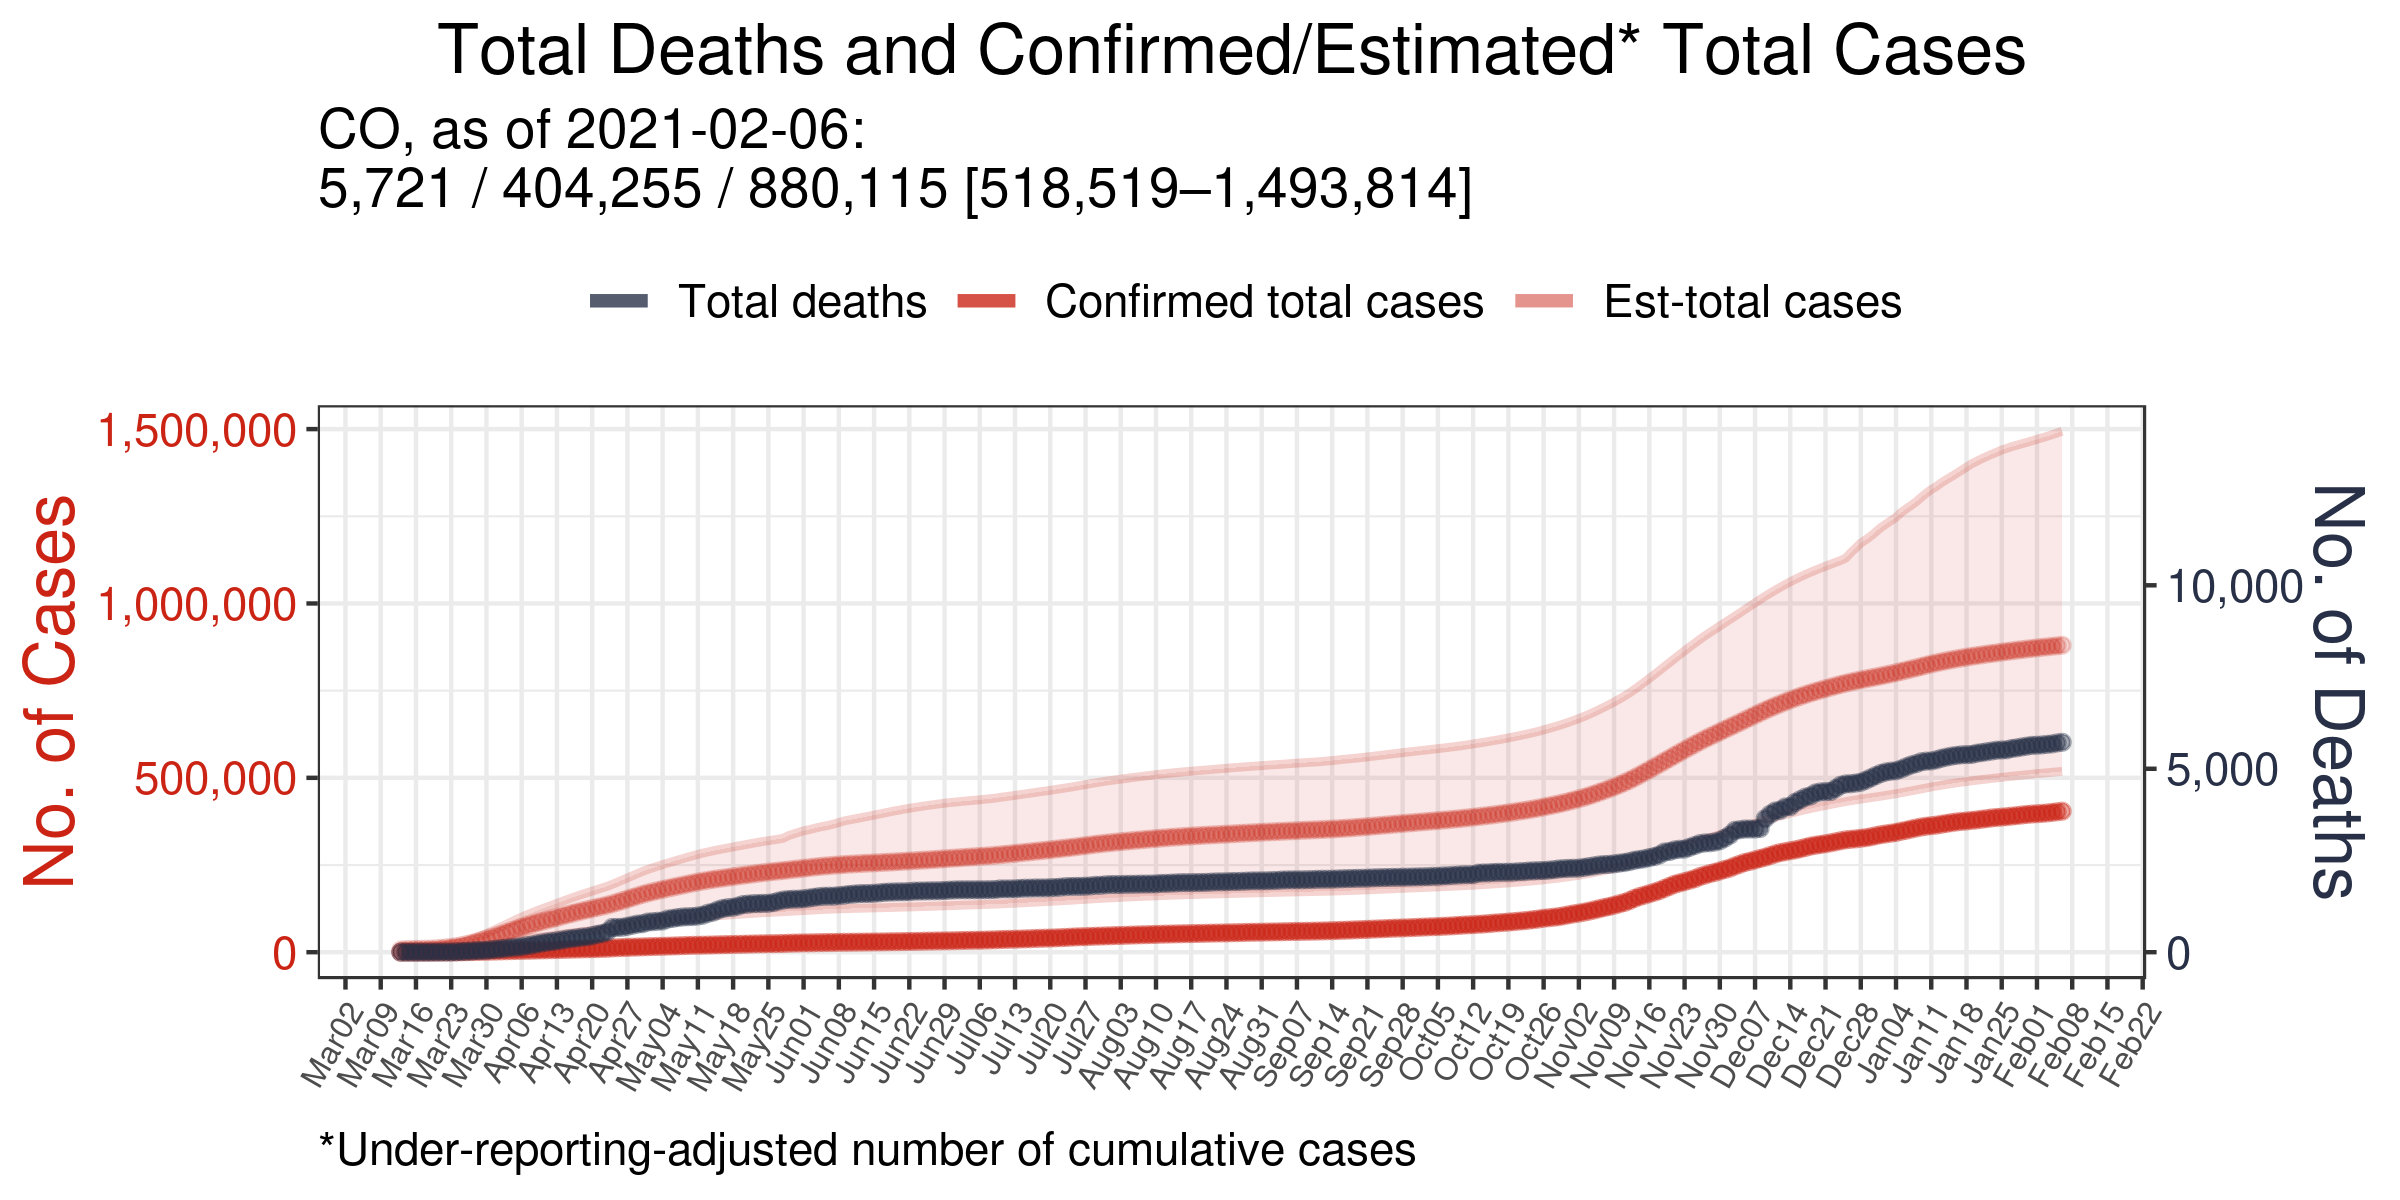 Total Deaths and Confirmed/Estimated* Total Cases
CO, as of 2021-02-06:
5,721 / 404,255 / 880,115 [518,519–1,493,814]
Total deaths
Confirmed total cases
Est-total cases
No. of Cases
1,500,000
1,000,000
500,000
0
No. of Deaths
10,000
5,000
0
Mar02
Mar09
Mar16
Mar23
Mar30
Apr06
Apr13
Apr20
Apr27
May04
May11
May18
May25
Jun01
Jun08
Jun15
Jun22
Jun29
Jul06
Jul13
Jul20
Jul27
Aug03
Aug10
Aug17
Aug24
Aug31
Sep07
Sep14
Sep21
Sep28
Oct05
Oct12
Oct19
Oct26
Nov02
Nov09
Nov16
Nov23
Nov30
Dec07
Dec14
Dec21
Dec28
Jan04
Jan11
Jan18
Jan25
Feb01
Feb08
Feb15
Feb22
*Under-reporting-adjusted number of cumulative cases